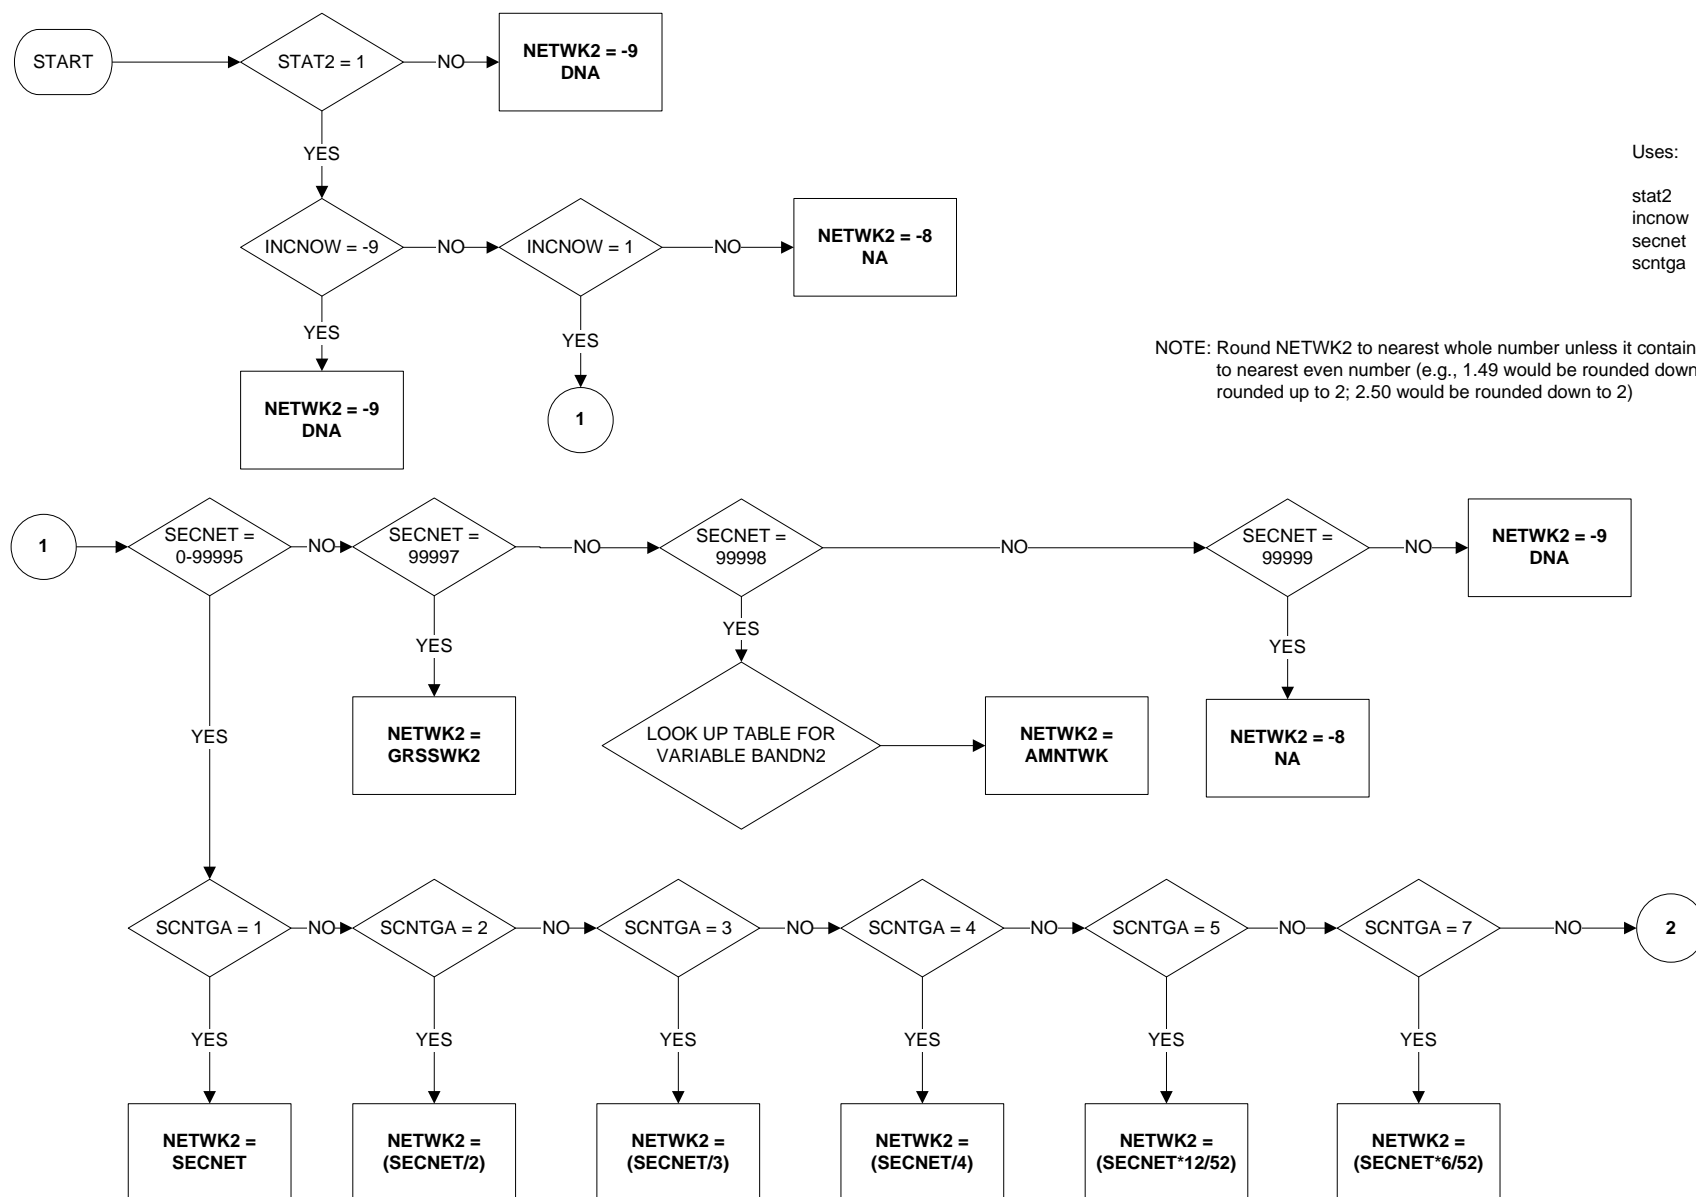 START
STAT2 = 1
NO
NETWK2 = -9
DNA
YES
Uses:
stat2
incnow
secnet
scntga
INCNOW = -9
NO
INCNOW = 1
NO
NETWK2 = -8
NA
YES
YES
NOTE: Round NETWK2 to nearest whole number unless it contain
to nearest even number (e.g., 1.49 would be rounded down
rounded up to 2; 2.50 would be rounded down to 2)
NETWK2 = -9
DNA
1
1
SECNET =
0-99995
NO
SECNET =
99997
NO
SECNET =
99998
NO
SECNET =
99999
NO
NETWK2 = -9
DNA
YES
YES
YES
YES
NETWK2 =
GRSSWK2
LOOK UP TABLE FOR
VARIABLE BANDN2
NETWK2 =
AMNTWK
NETWK2 = -8
NA
SCNTGA = 1
NO
SCNTGA = 2
NO
SCNTGA = 3
NO
SCNTGA = 4
NO
SCNTGA = 5
NO
SCNTGA = 7
NO
2
YES
YES
YES
YES
YES
YES
NETWK2 =
SECNET
NETWK2 =
(SECNET/2)
NETWK2 =
(SECNET/3)
NETWK2 =
(SECNET/4)
NETWK2 =
(SECNET*12/52)
NETWK2 =
(SECNET*6/52)